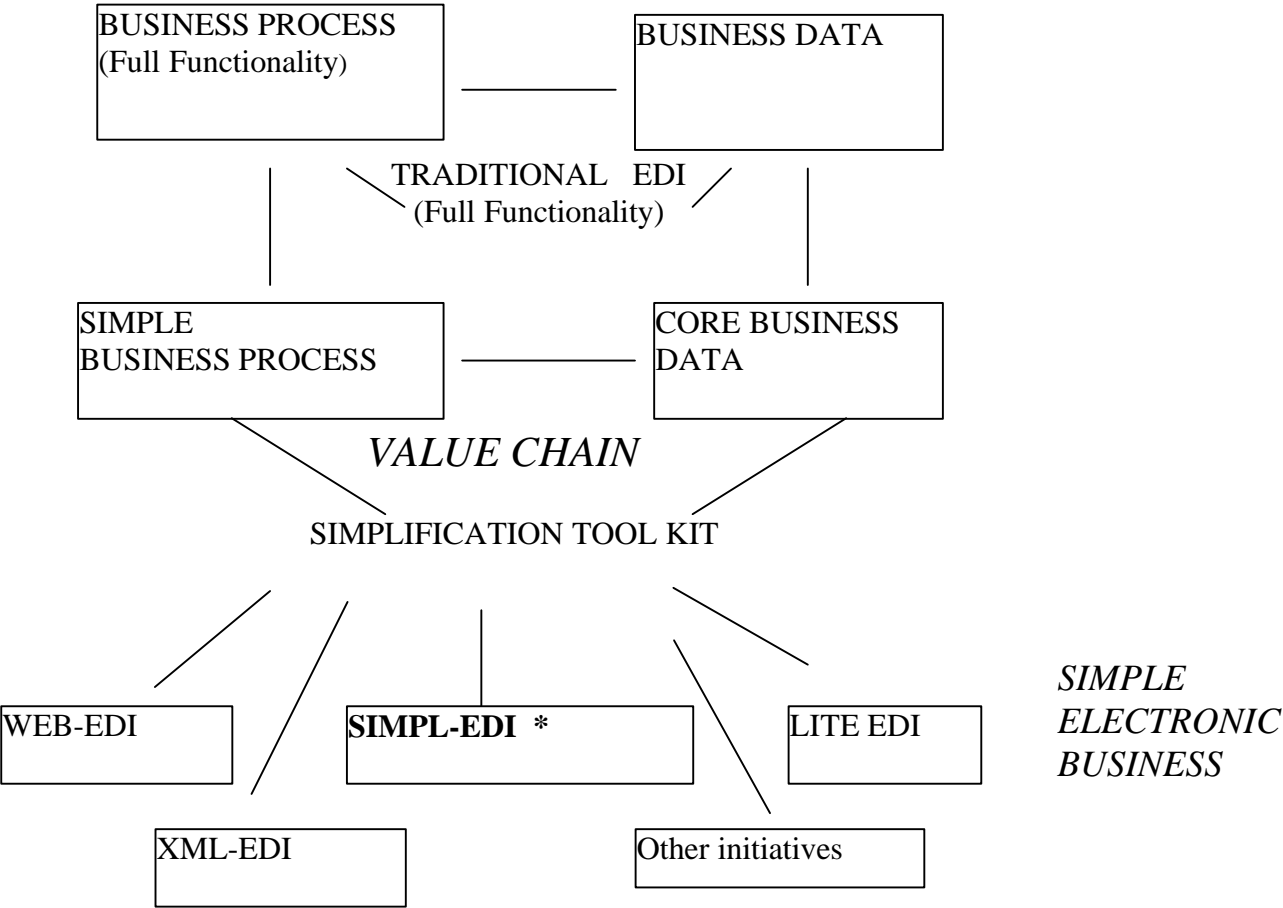 BUSINESS PROCESS
(Full Functionality)
BUSINESS DATA
TRADITIONAL EDI
(Full Functionality)
SIMPLE
BUSINESS PROCESS
CORE BUSINESS
DATA
VALUE CHAIN
SIMPLIFICATION TOOL KIT
WEB-EDI
SIMPL-EDI *
LITE EDI
SIMPLE
ELECTRONIC
BUSINESS
XML-EDI
Other initiatives